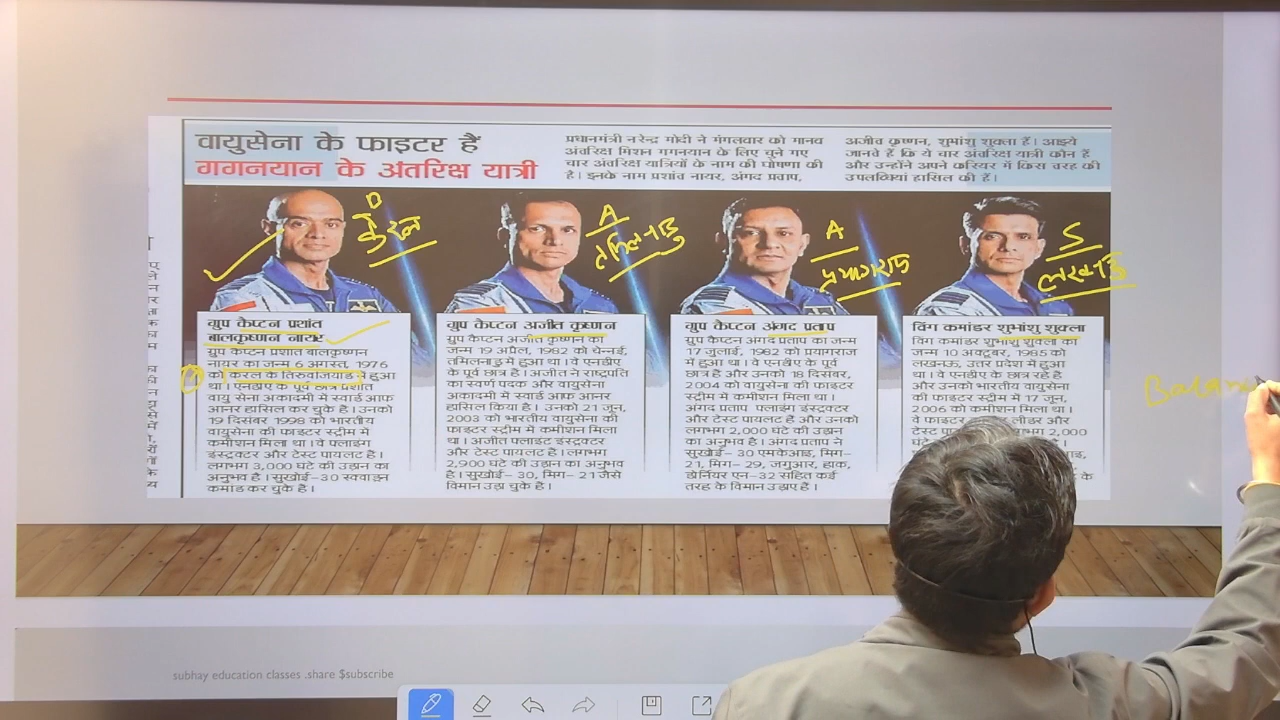 वायुसेना के फाइटर हैं
गगनयान के अंतरिक्ष यात्री
प्रधानमंत्री नरेन्द्र मोदी ने मंगलवार को मानव
अंतरिक्ष मिशन गगनयान के लिए चुने गए
चार अंतरिक्ष यात्रियों के नाम की घोषणा की
है। इनके नाम प्रशांत नायर, अंगद प्रताप,
अजीत कृष्णन, शुभांशु शुक्ला हैं। आइये
जानते हैं कि ये चार अंतरिक्ष यात्री कौन हैं
और उन्होंने अपने करियर में किस तरह की
उपलब्धियां हासिल की हैं।
P
केरल
A
तमिलनाडु
A
प्रयागराज
S
लखनऊ
ग्रुप कैप्टन प्रशांत
बालकृष्णन नायर
ग्रुप कैप्टन प्रशांत बालकृष्णन
नायर का जन्म 6 अगस्त, 1976
को केरल के तिरुवाजियाड में हुआ
था। एनडीए के पूर्व छात्र प्रशांत
वायु सेना अकादमी में स्वार्ड आफ
आनर हासिल कर चुके है। उनको
19 दिसंबर 1998 को भारतीय
वायुसेना की फाइटर स्ट्रीम में
कमीशन मिला था। वे फ्लाइंग
इंस्ट्रक्टर और टेस्ट पायलट है।
लगभग 3,000 घंटे की उड़ान का
अनुभव है। सुखोई-30 स्क्वाड्रन
कमांड कर चुके है।
ग्रुप कैप्टन अजीत कृष्णन
ग्रुप कैप्टन अजीत कृष्णन का
जन्म 19 अप्रैल, 1982 को चेन्नई,
तमिलनाडु में हुआ था। वे एनडीए
के पूर्व छात्र है। अजीत ने राष्ट्रपति
का स्वर्ण पदक और वायुसेना
अकादमी में स्वार्ड आफ आनर
हासिल किया है। उनको 21 जून,
2003 को भारतीय वायुसेना की
फाइटर स्ट्रीम में कमीशन मिला
था। अजीत फ्लाइट इंस्ट्रक्टर
और टेस्ट पायलट है। लगभग
2,900 घंटे की उड़ान का अनुभव
है। सुखोई-30, मिग-21 जैसे
विमान उड़ा चुके है।
ग्रुप कैप्टन अंगद प्रताप
ग्रुप कैप्टन अंगद प्रताप का जन्म
17 जुलाई, 1982 को प्रयागराज
में हुआ था। वे एनडीए के पूर्व
छात्र है और उनको 18 दिसंबर,
2004 को वायुसेना की फाइटर
स्ट्रीम में कमीशन मिला था।
अंगद प्रताप फ्लाइंग इंस्ट्रक्टर
और टेस्ट पायलट है और उनको
लगभग 2,000 घंटे की उड़ान
का अनुभव है। अंगद प्रताप ने
सुखोई-30 एमकेआइ, मिग-
21, मिग-29, जगुआर, हाक,
डोर्नियर एन-32 सहित कई
तरह के विमान उड़ाए है।
विंग कमांडर शुभांशु शुक्ला
विंग कमांडर शुभांशु शुक्ला का
जन्म 10 अक्टूबर, 1985 को
लखनऊ, उत्तर प्रदेश में हुआ
था। वे एनडीए के छात्र रहे हैं
और उनको भारतीय वायुसेना
की फाइटर स्ट्रीम में 17 जून,
2006 को कमीशन मिला था।
वे फाइटर लीडर और
टेस्ट 2,000
के
subhay education classes .share $subscribe